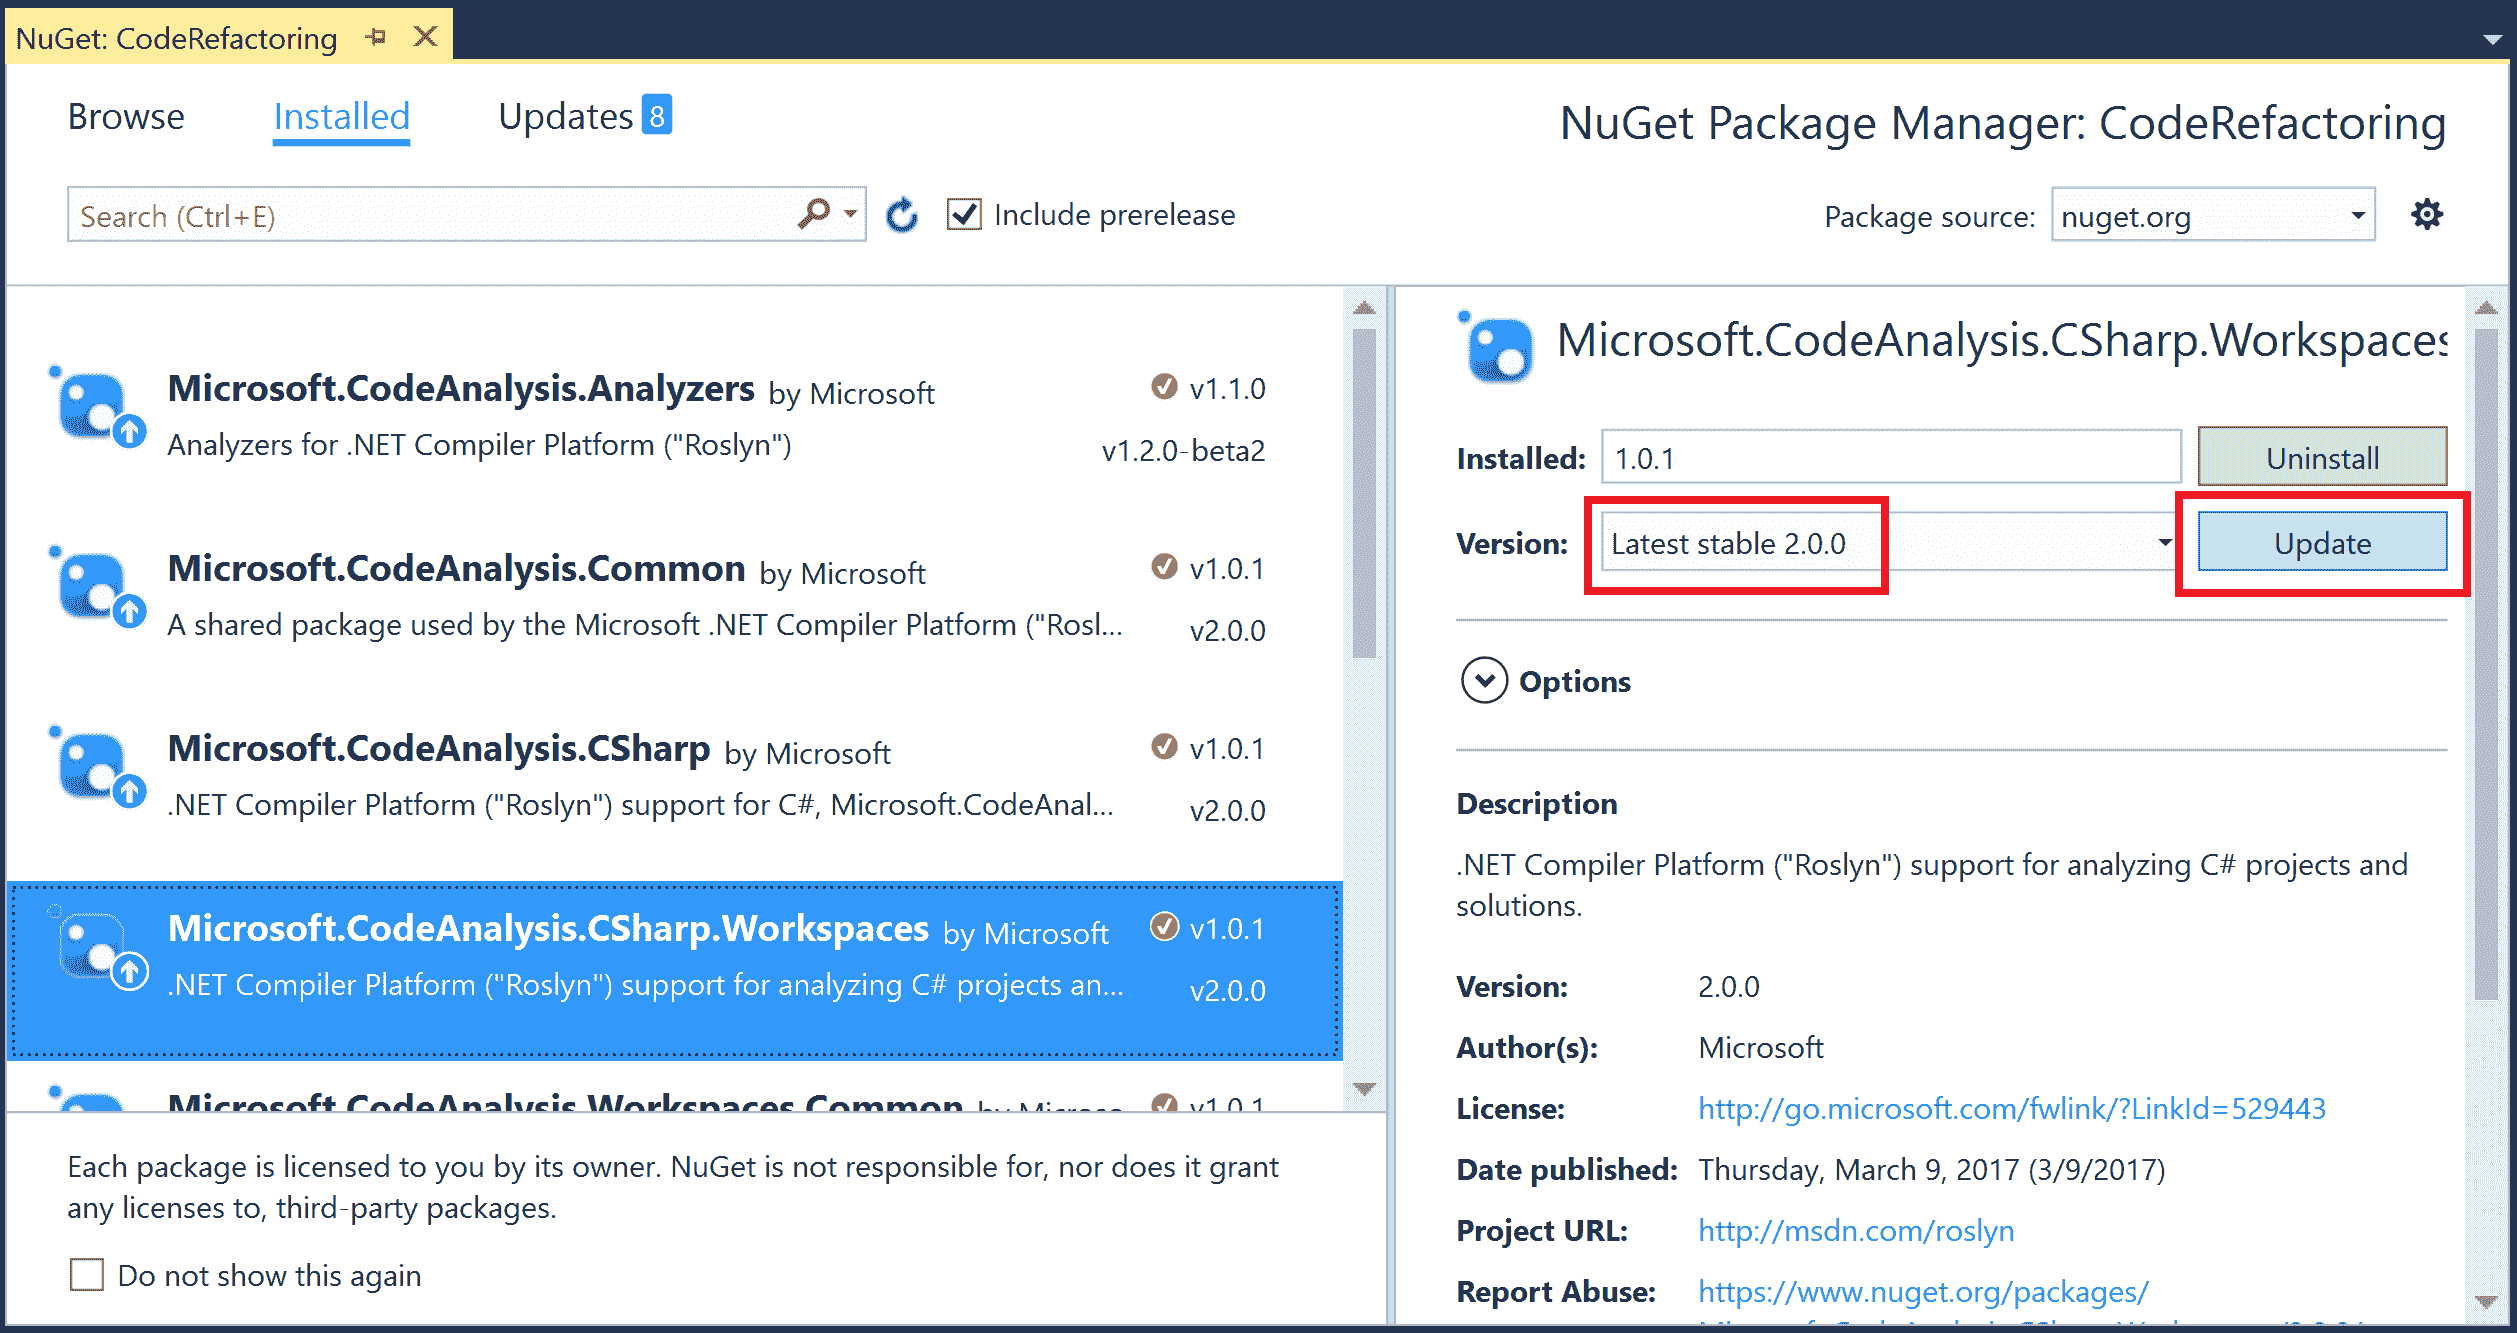 NuGet: CodeRefactoring
Browse Installed Updates 8
NuGet Package Manager: CodeRefactoring
Search (Ctrl+E)
Include prerelease
Package source: nuget.org
Microsoft.CodeAnalysis.Analyzers by Microsoft v1.1.0
Analyzers for .NET Compiler Platform ("Roslyn") v1.2.0-beta2
Microsoft.CodeAnalysis.Common by Microsoft v1.0.1
A shared package used by the Microsoft .NET Compiler Platform ("Rosl... v2.0.0
Microsoft.CodeAnalysis.CSharp by Microsoft v1.0.1
.NET Compiler Platform ("Roslyn") support for C#, Microsoft.CodeAnal... v2.0.0
Microsoft.CodeAnalysis.CSharp.Workspaces by Microsoft v1.0.1
.NET Compiler Platform ("Roslyn") support for analyzing C# projects an... v2.0.0
Microsoft.CodeAnalysis.Workspaces.Common by Microso v1.0.1
Each package is licensed to you by its owner. NuGet is not responsible for, nor does it grant
any licenses to, third-party packages.
Do not show this again
Microsoft.CodeAnalysis.CSharp.Workspaces
Installed: 1.0.1 Uninstall
Version: Latest stable 2.0.0 Update
Options
Description
.NET Compiler Platform ("Roslyn") support for analyzing C# projects and
solutions.
Version: 2.0.0
Author(s): Microsoft
License: http://go.microsoft.com/fwlink/?LinkId=529443
Date published: Thursday, March 9, 2017 (3/9/2017)
Project URL: http://msdn.com/roslyn
Report Abuse: https://www.nuget.org/packages/